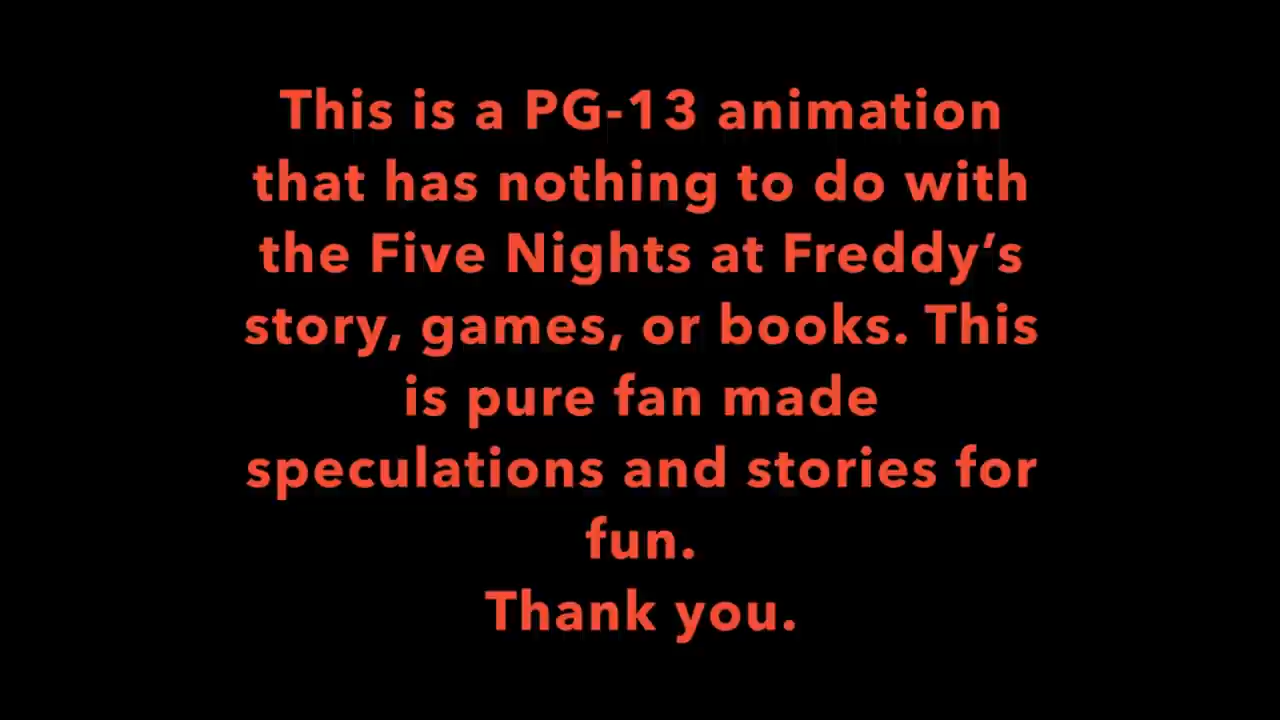 This is a PG-13 animation
that has nothing to do with
the Five Nights at Freddy’s
story, games, or books. This
is pure fan made
speculations and stories for
fun.
Thank you.